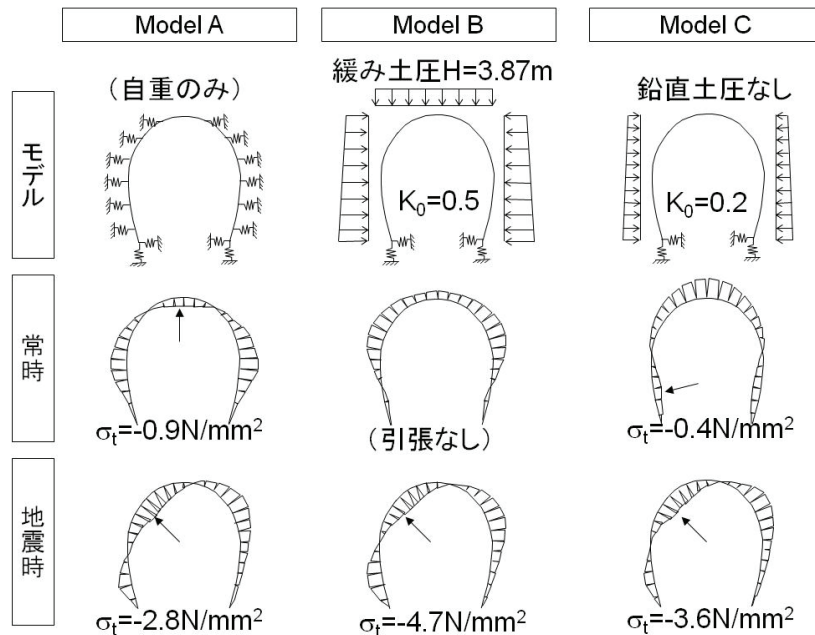 Model A
Model B
Model C
モデル
(自重のみ)
緩み土圧H=3.87m
K₀=0.5
鉛直土圧なし
K₀=0.2
常時
σₜ=-0.9N/mm²
(引張なし)
σₜ=-0.4N/mm²
地震時
σₜ=-2.8N/mm²
σₜ=-4.7N/mm²
σₜ=-3.6N/mm²